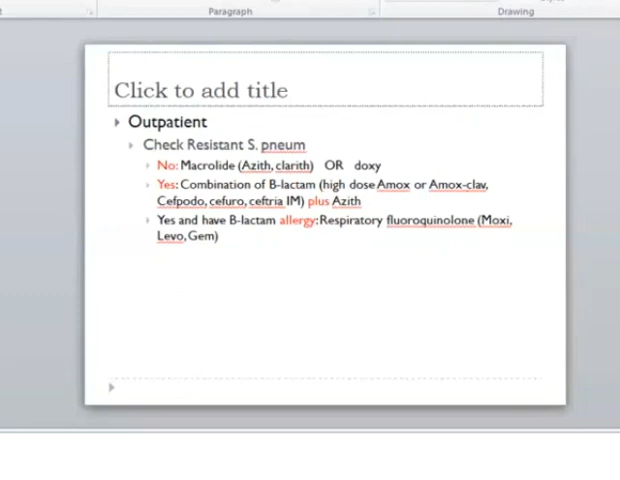 Paragraph
Drawing
Click to add title
Outpatient
Check Resistant S. pneum
No: Macrolide (Azith, clarith) OR doxy
Yes: Combination of B-lactam (high dose Amox or Amox-clav,
Cefpodo, cefuro, ceftria IM) plus Azith
Yes and have B-lactam allergy: Respiratory fluoroquinolone (Moxi,
Levo, Gem)